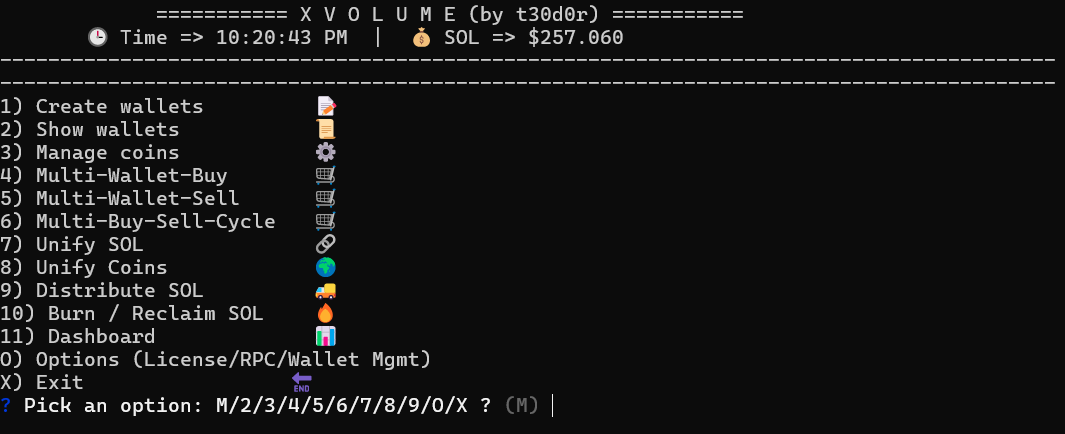 =========== X V O L U M E (by t30d0r) ===========
🕒 Time => 10:20:43 PM | 💰 SOL => $257.060
----------------------------------------------------------------------------------------
----------------------------------------------------------------------------------------
1) Create wallets 📝
2) Show wallets 📜
3) Manage coins ⚙️
4) Multi-Wallet-Buy 🛒
5) Multi-Wallet-Sell 🛒
6) Multi-Buy-Sell-Cycle 🛒
7) Unify SOL 🔗
8) Unify Coins 🌍
9) Distribute SOL 🚚
10) Burn / Reclaim SOL 🔥
11) Dashboard 📊
O) Options (License/RPC/Wallet Mgmt)
X) Exit 🔚
? Pick an option: M/2/3/4/5/6/7/8/9/O/X ? (M)